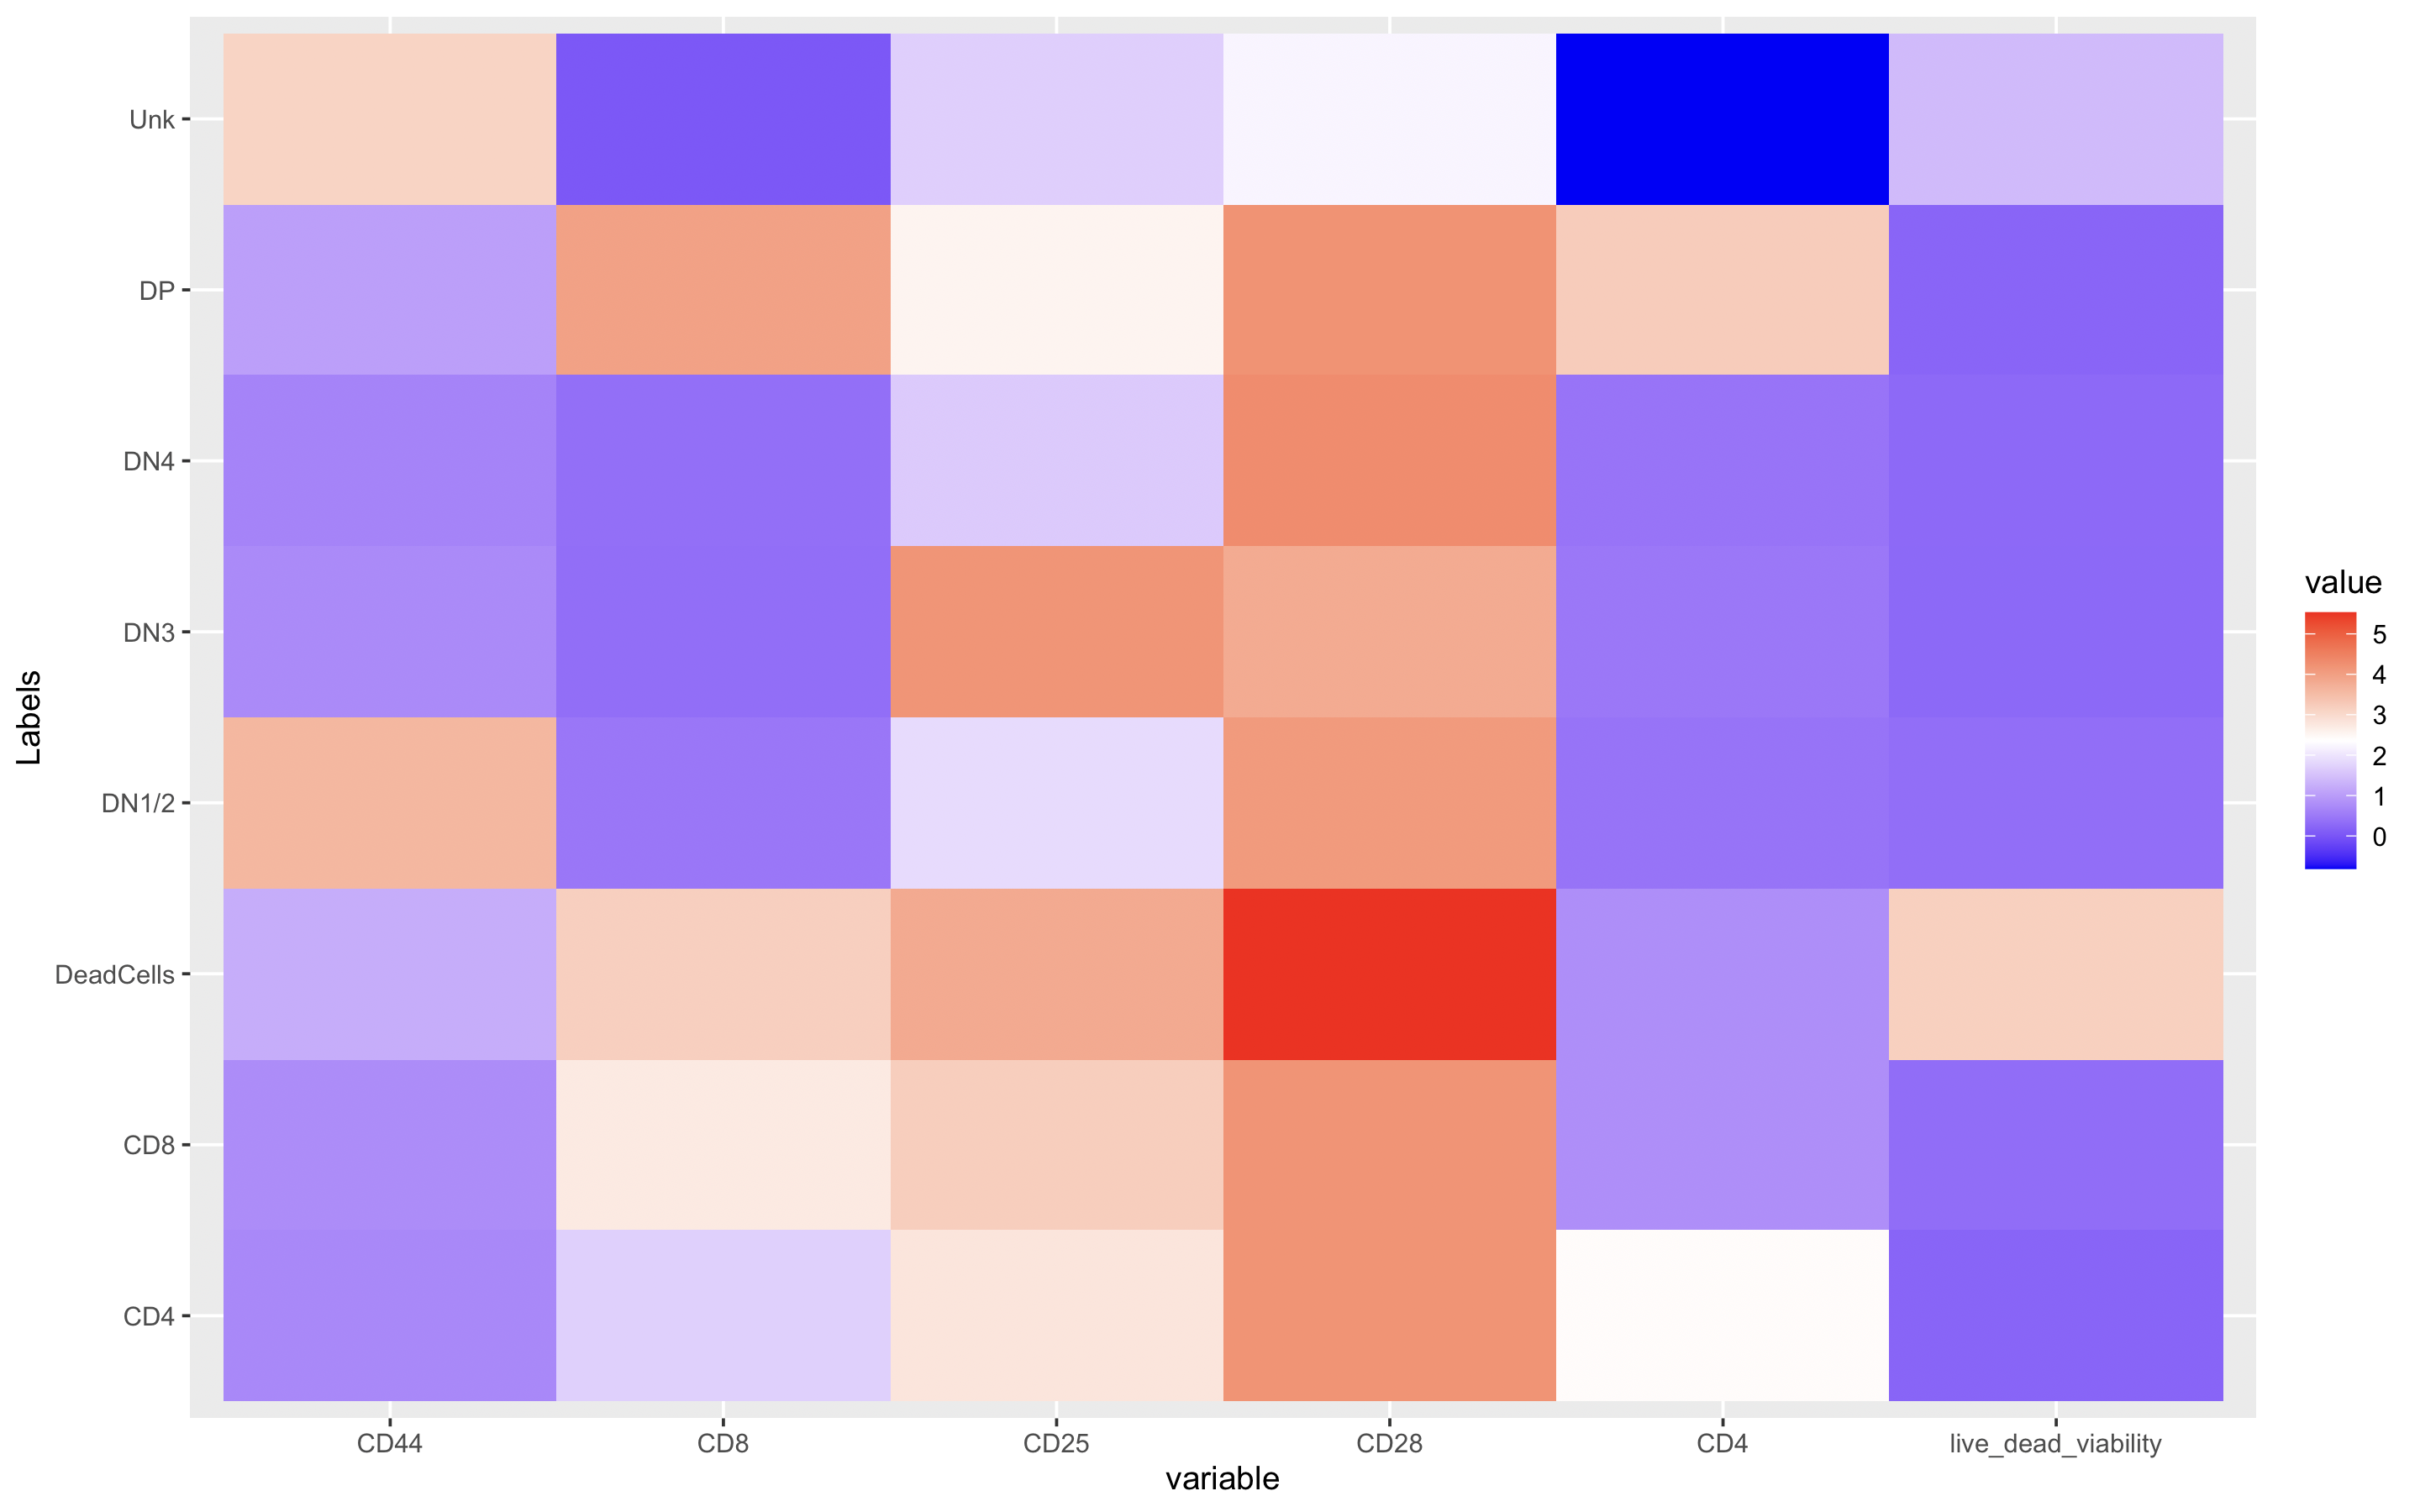 Labels
Unk
DP
DN4
DN3
DN1/2
DeadCells
CD8
CD4
CD44 CD8 CD25 CD28 CD4 live_dead_viability
variable
value
5
4
3
2
1
0